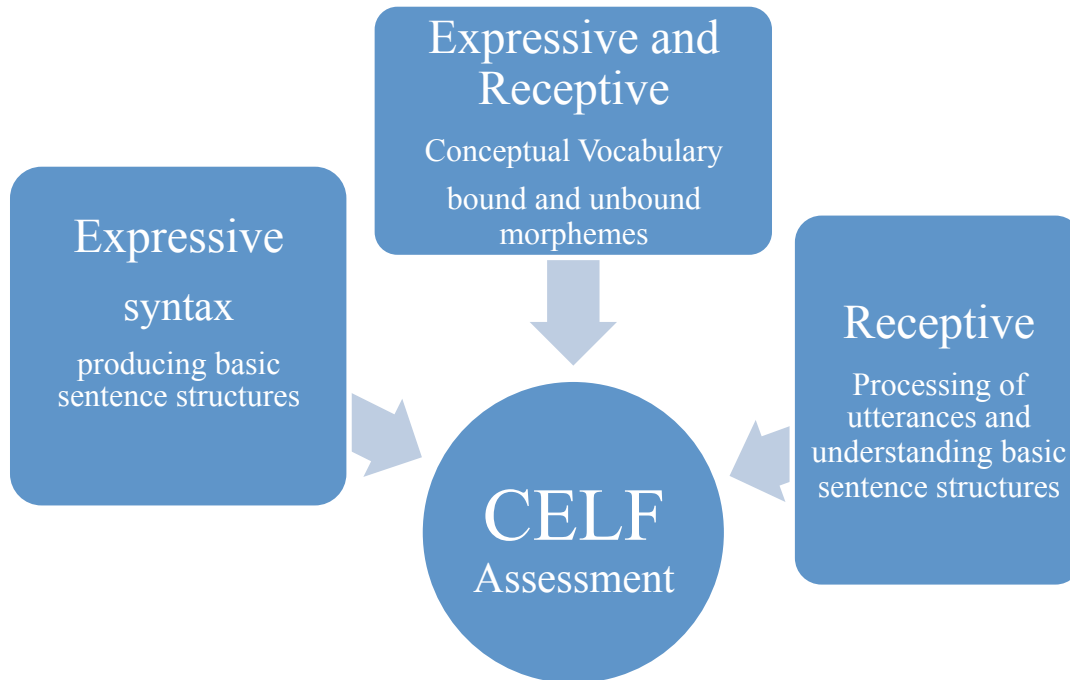 Expressive and
Receptive
Conceptual Vocabulary
bound and unbound
morphemes
Expressive
syntax
producing basic
sentence structures
Receptive
Processing of
utterances and
understanding basic
sentence structures
CELF
Assessment